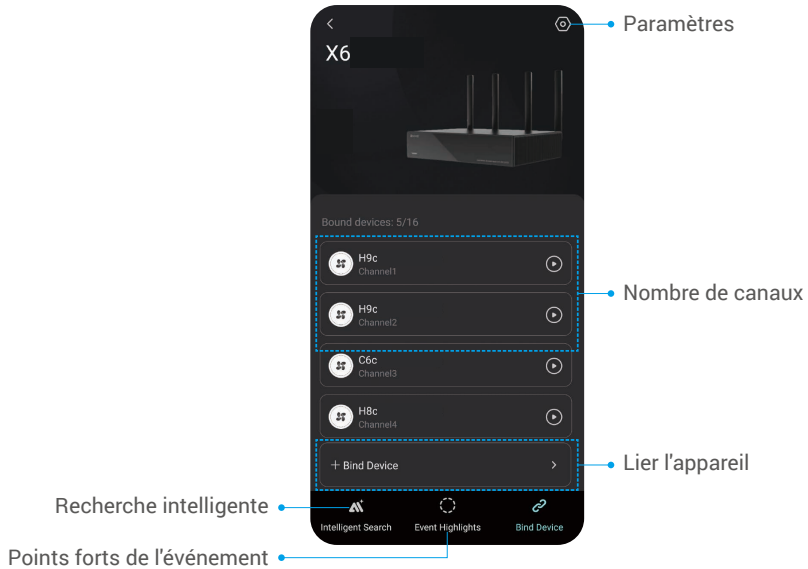 Paramètres
X6
Bound devices: 5/16
H9c
Channel1
H9c
Channel2
Nombre de canaux
C6c
Channel3
H8c
Channel4
+ Bind Device
Lier l'appareil
Recherche intelligente
Intelligent Search
Event Highlights
Bind Device
Points forts de l'événement